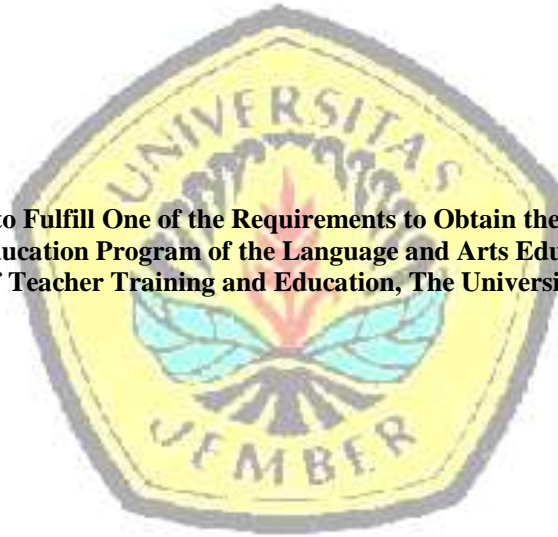 UNIVERSITAS
to Fulfill One of the Requirements to Obtain the
ucation Program of the Language and Arts Edu
Teacher Training and Education, The Universi
JEMBER